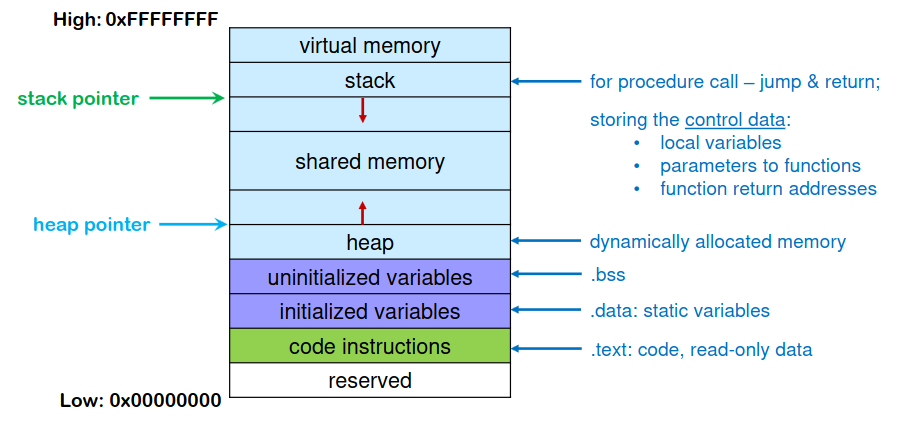 High: 0xFFFFFFFF
virtual memory
stack
for procedure call – jump & return;
stack pointer
storing the control data:
• local variables
• parameters to functions
• function return addresses
shared memory
heap pointer
heap
dynamically allocated memory
uninitialized variables
.bss
initialized variables
.data: static variables
code instructions
.text: code, read-only data
reserved
Low: 0x00000000